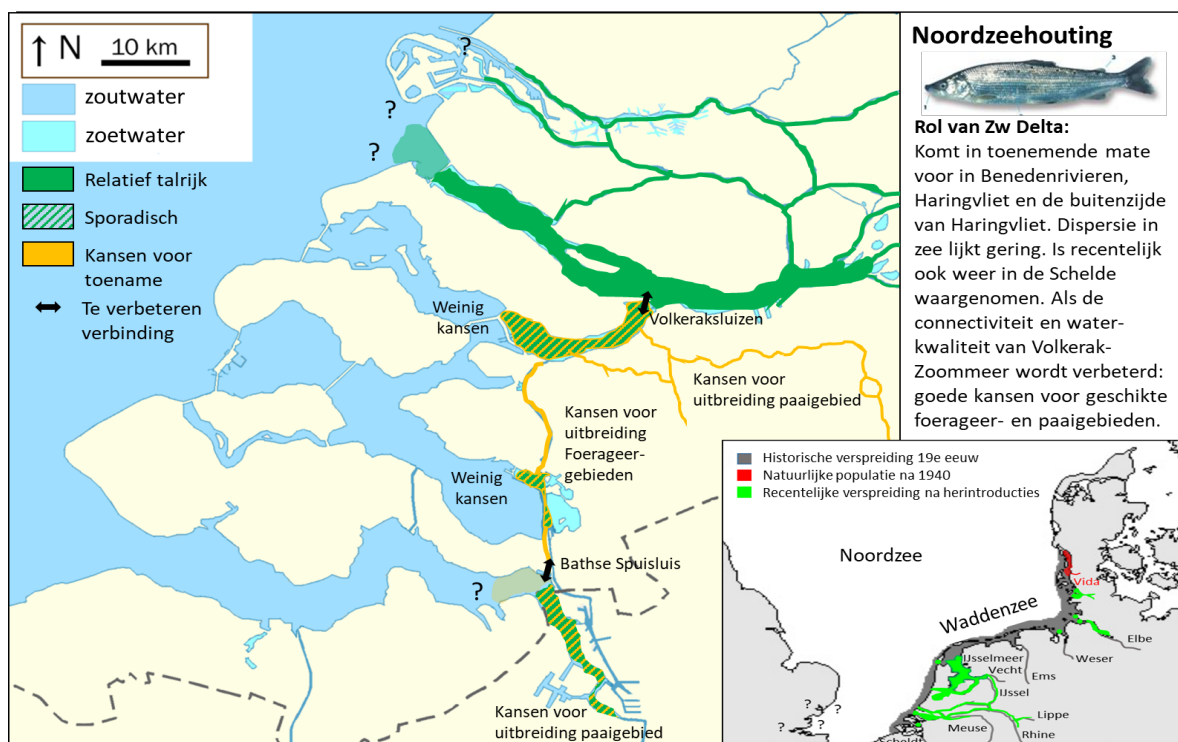 ↑ N 10 km
zoutwater
zoetwater
Relatief talrijk
Sporadisch
Kansen voor
toename
Te verbeteren
verbinding
?
?
?
Weinig
kansen
Volkeraksluizen
Kansen voor
uitbreiding paaigebied
Kansen voor
uitbreiding
Foerageer-
gebieden
Weinig
kansen
Bathse Spuisluis
?
Kansen voor
uitbreiding paaigebied
Noordzeehouting
Rol van Zw Delta:
Komt in toenemende mate
voor in Benedenrivieren,
Haringvliet en de buitenzijde
van Haringvliet. Dispersie in
zee lijkt gering. Is recentelijk
ook weer in de Schelde
waargenomen. Als de
connectiviteit en water-
kwaliteit van Volkerak-
Zoommeer wordt verbeterd:
goede kansen voor geschikte
foerageer- en paaigebieden.
Historische verspreiding 19e eeuw
Natuurlijke populatie na 1940
Recentelijke verspreiding na herintroducties
Noordzee
Vida
Waddenzee
Elbe
Weser
IJsselmeer
Vecht
Ems
IJssel
? ?
?
Lippe
Meuse
Rhine